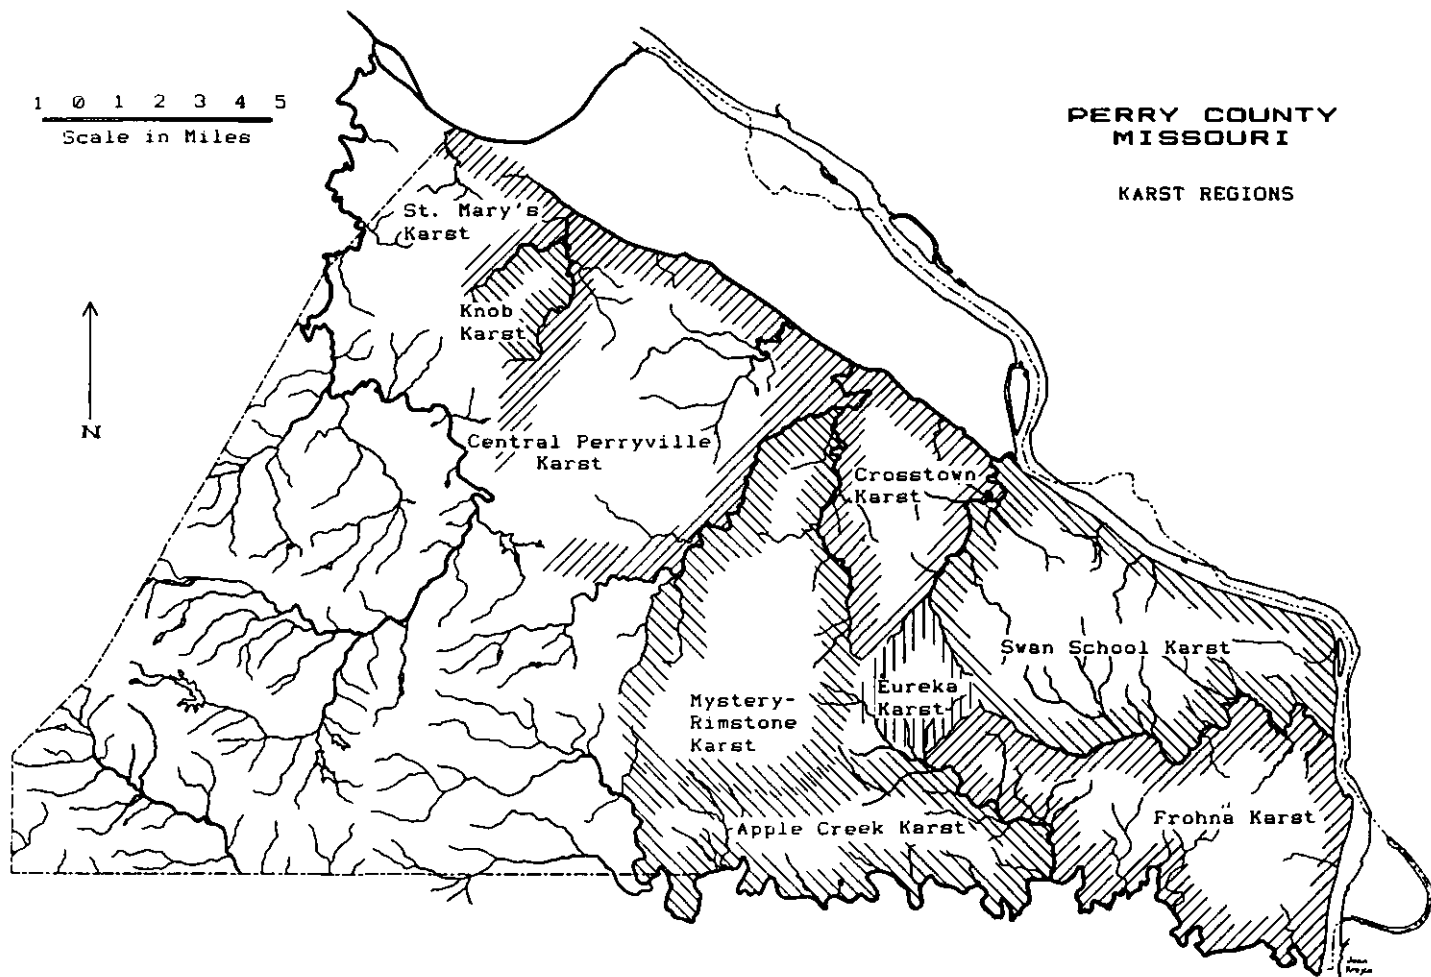 1 0 1 2 3 4 5
Scale in Miles
PERRY COUNTY
MISSOURI
KARST REGIONS
St. Mary's
Karst
Knob
Karst
N
Central Perryville
Karst
Crosstown
Karst
Swan School Karst
Eureka
Karst
Mystery-
Rimstone
Karst
Apple Creek Karst
Frohna Karst